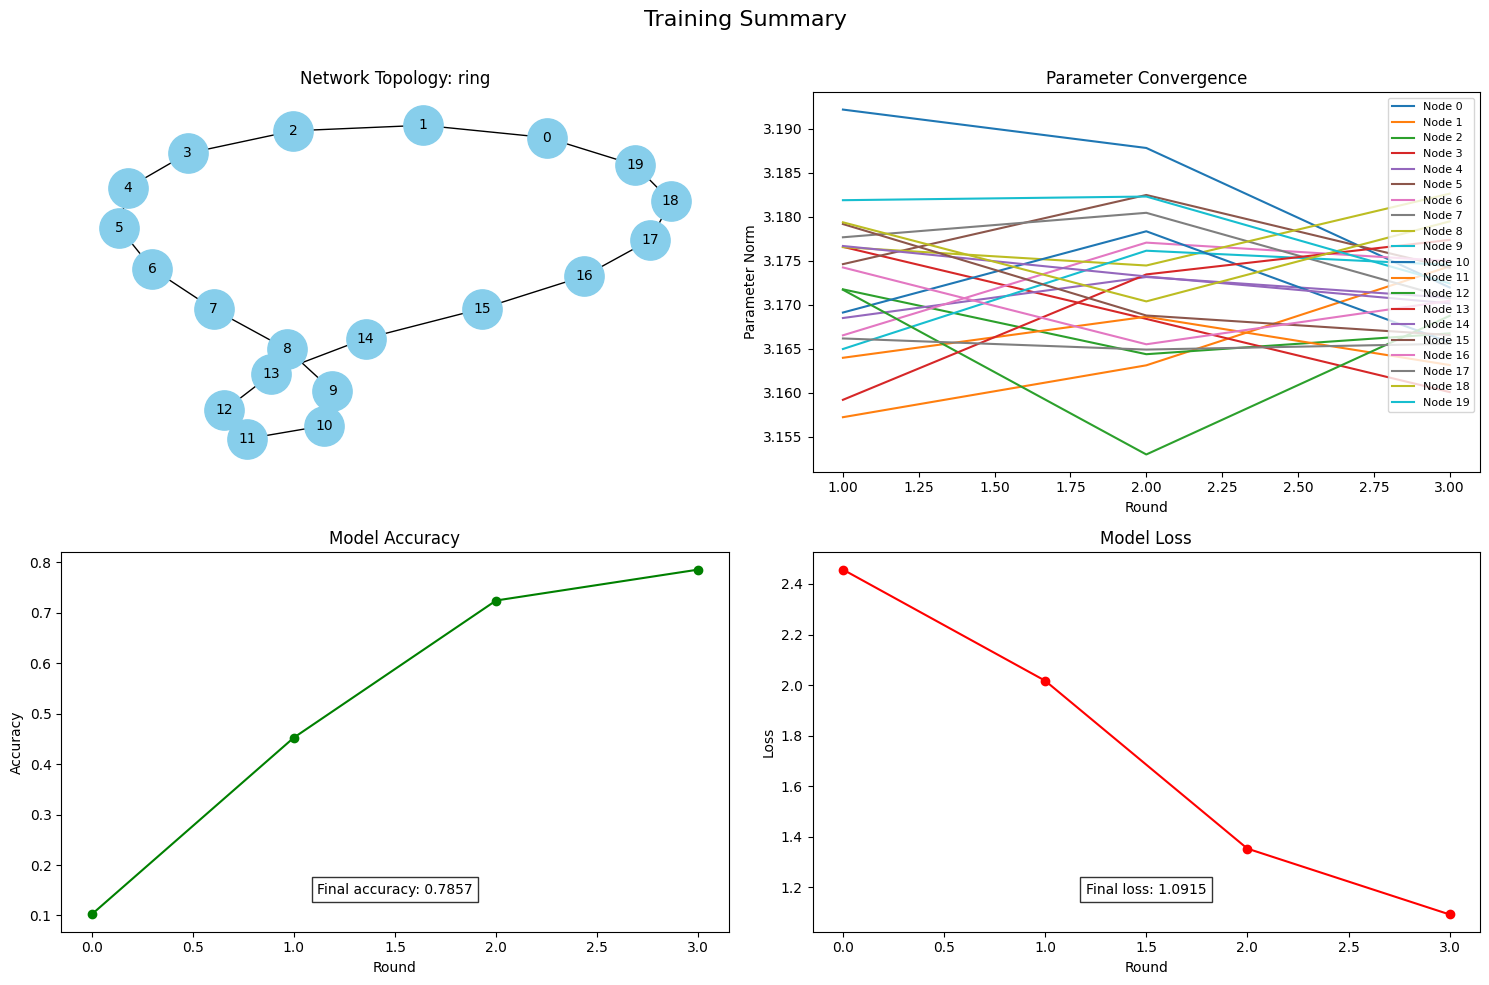 Training Summary
Network Topology: ring
1
2
0
3
19
4
18
5
17
6
16
7
15
14
8
13
9
12
10
11
Parameter Convergence
Parameter Norm
3.190
3.185
3.180
3.175
3.170
3.165
3.160
3.155
1.00 1.25 1.50 1.75 2.00 2.25 2.50 2.75 3.00
Round
Node 0
Node 1
Node 2
Node 3
Node 4
Node 5
Node 6
Node 7
Node 8
Node 9
Node 10
Node 11
Node 12
Node 13
Node 14
Node 15
Node 16
Node 17
Node 18
Node 19
Model Accuracy
Accuracy
0.8
0.7
0.6
0.5
0.4
0.3
0.2
0.1
Final accuracy: 0.7857
0.0 0.5 1.0 1.5 2.0 2.5 3.0
Round
Model Loss
Loss
2.4
2.2
2.0
1.8
1.6
1.4
1.2
Final loss: 1.0915
0.0 0.5 1.0 1.5 2.0 2.5 3.0
Round